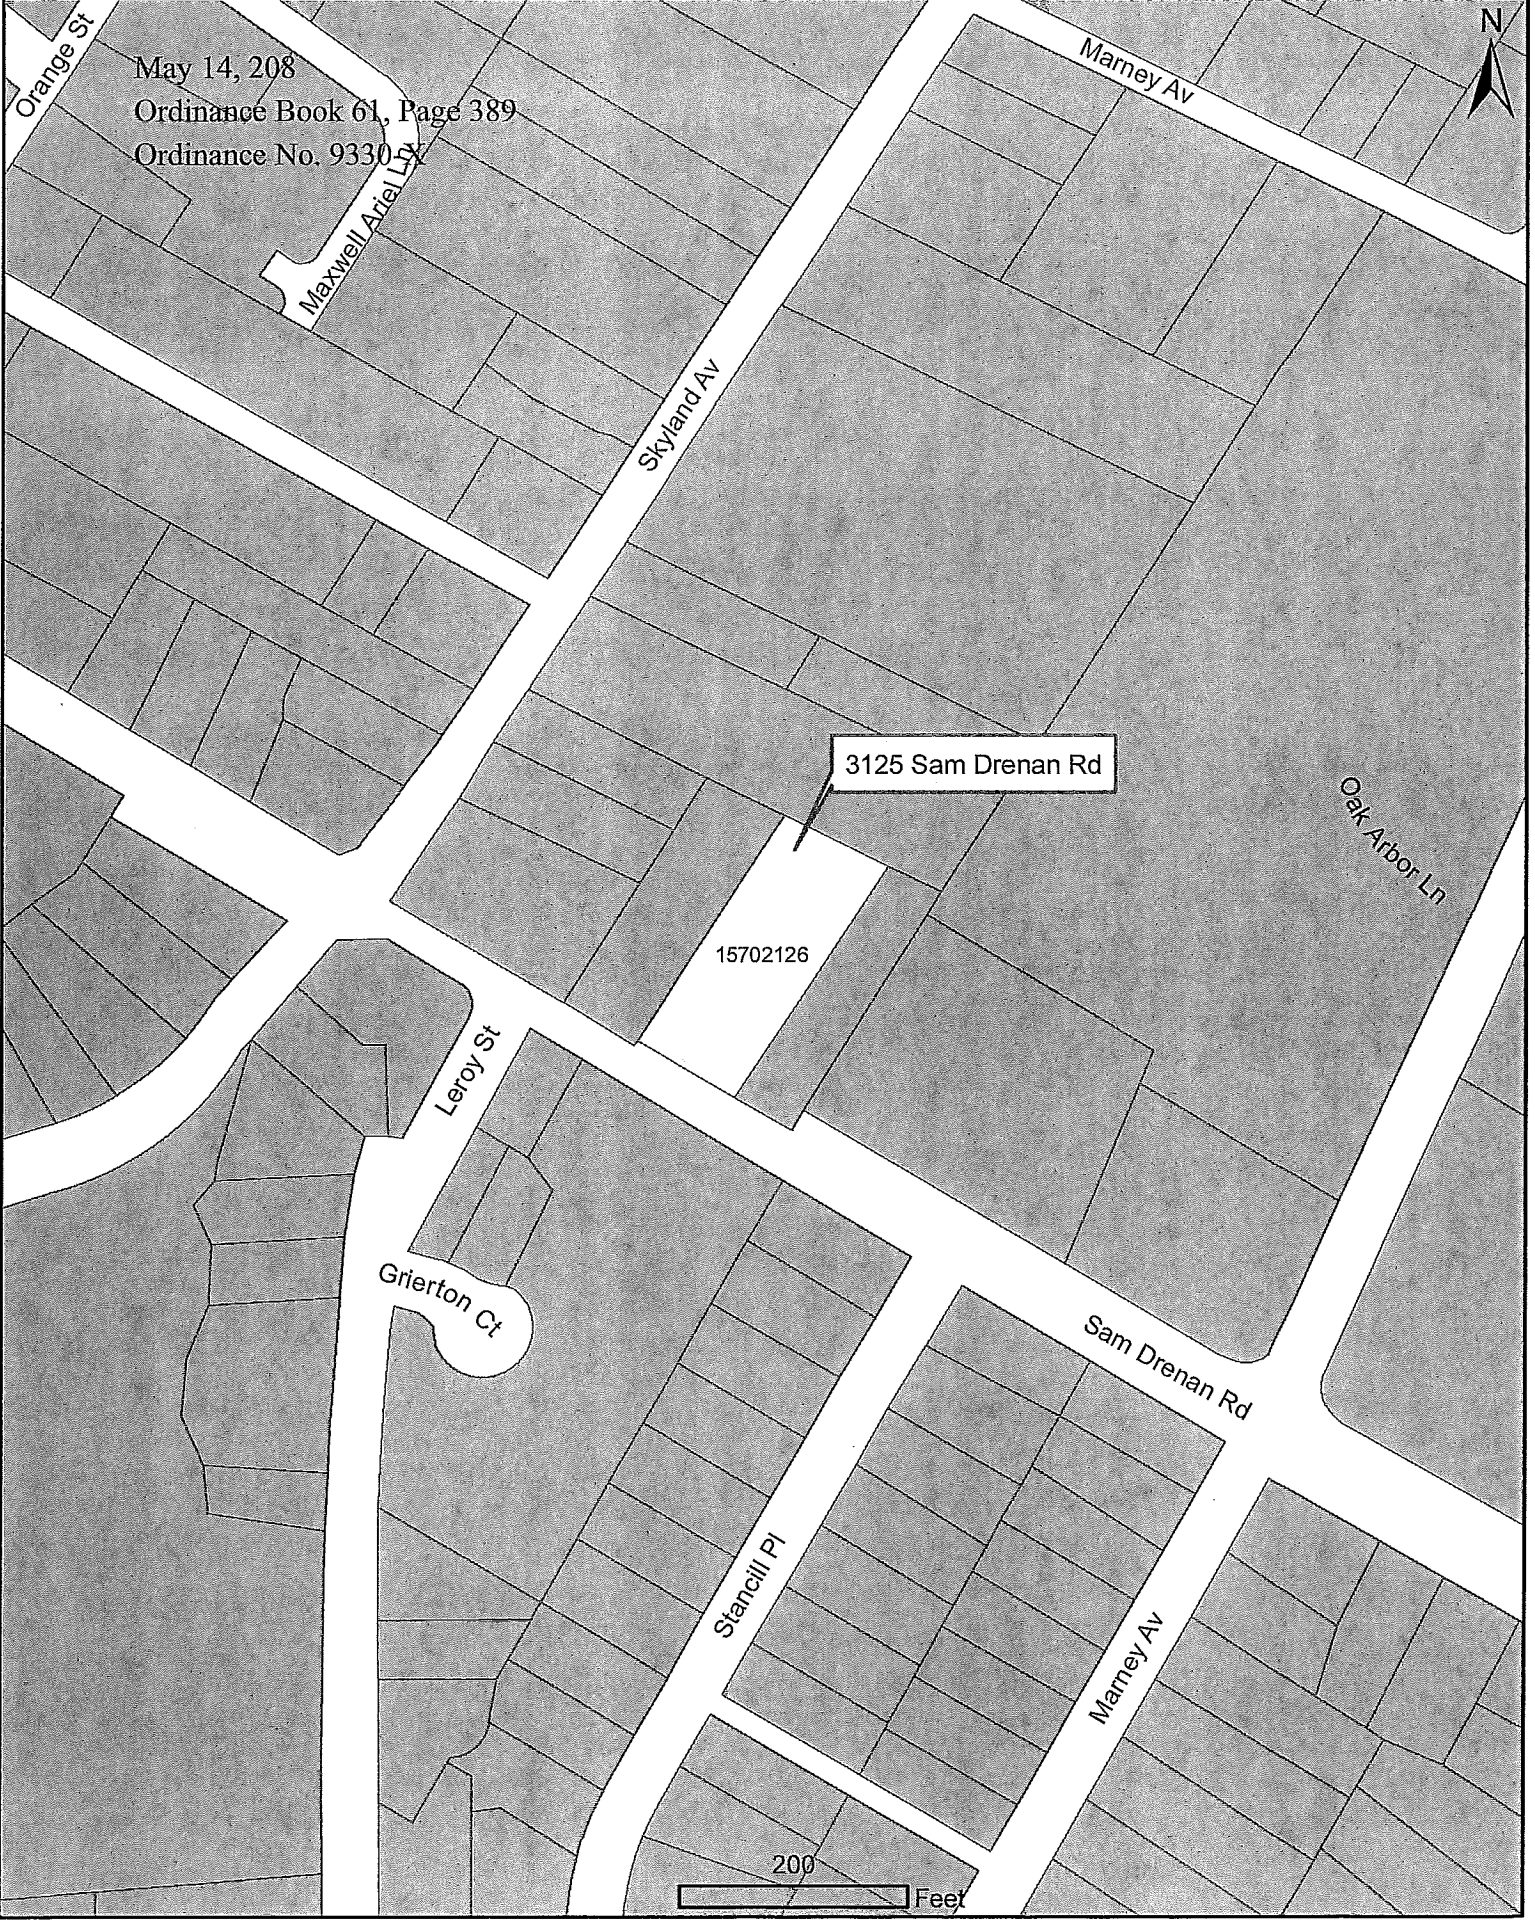 N
Orange St
Marney Av
May 14, 208
Ordinance Book 61, Page 389
Ordinance No. 9330-X
Maxwell Ariel Ln
Skyland Av
3125 Sam Drenan Rd
Oak Arbor Ln
15702126
Leroy St
Grierton Ct
Sam Drenan Rd
Stancill Pl
Marney Av
200
Feet